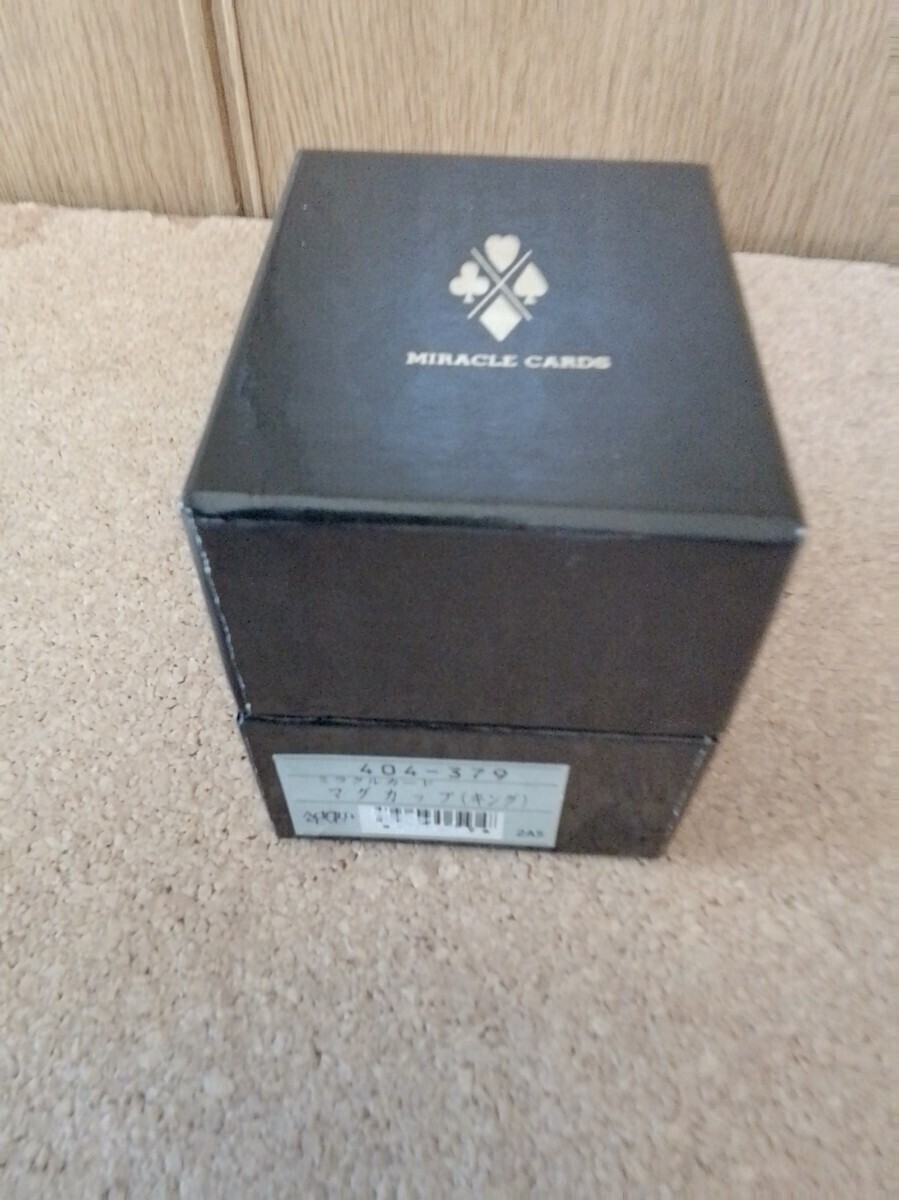 MIRACLE CARDS
404-379
ミラクルカード
マグカップ(キング)
2A5